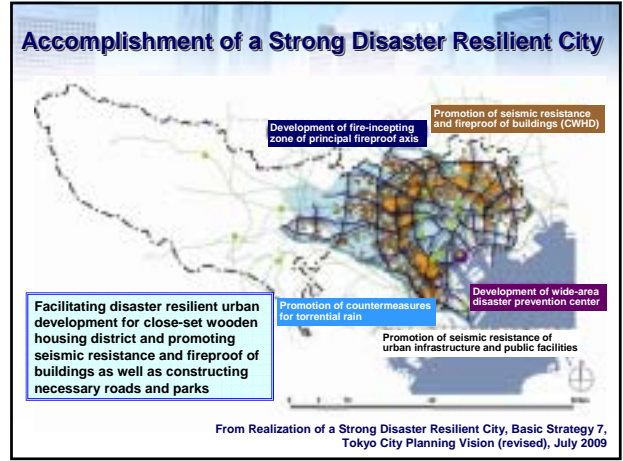 Accomplishment of a Strong Disaster Resilient City
Promotion of seismic resistance
and fireproof of buildings (CWHD)
Development of fire-incepting
zone of principal fireproof axis
Development of wide-area
disaster prevention center
Facilitating disaster resilient urban
development for close-set wooden
housing district and promoting
seismic resistance and fireproof of
buildings as well as constructing
necessary roads and parks
Promotion of countermeasures
for torrential rain
Promotion of seismic resistance of
urban infrastructure and public facilities
From Realization of a Strong Disaster Resilient City, Basic Strategy 7,
Tokyo City Planning Vision (revised), July 2009